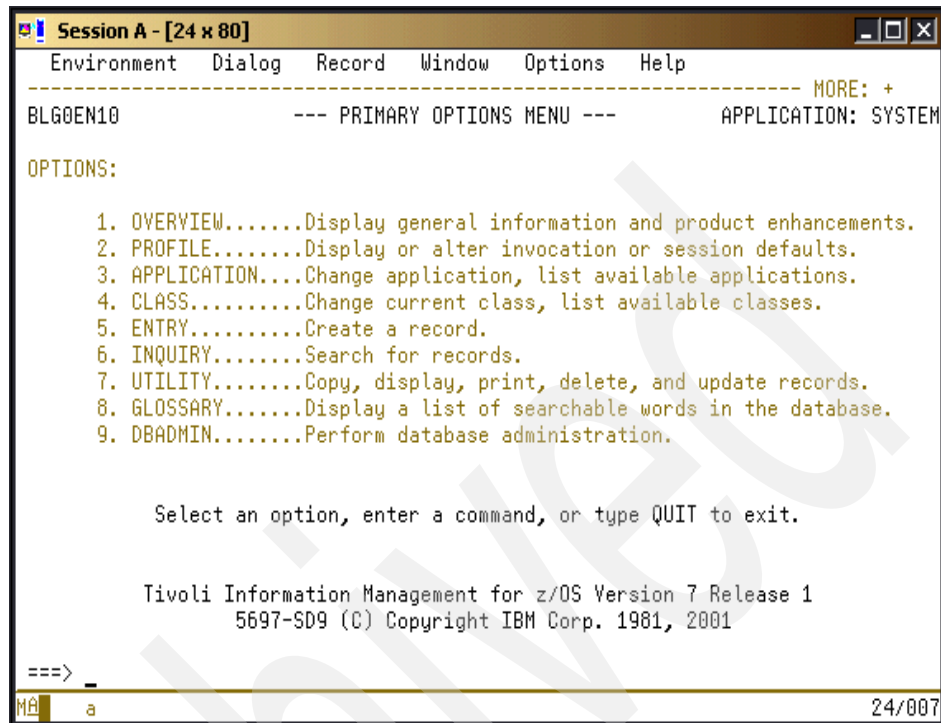 Session A - [24 x 80]
Environment Dialog Record Window Options Help
------------------------------------------------------------------- MORE: +
BLG0EN10 --- PRIMARY OPTIONS MENU --- APPLICATION: SYSTEM
OPTIONS:
1. OVERVIEW.......Display general information and product enhancements.
2. PROFILE........Display or alter invocation or session defaults.
3. APPLICATION....Change application, list available applications.
4. CLASS..........Change current class, list available classes.
5. ENTRY..........Create a record.
6. INQUIRY........Search for records.
7. UTILITY........Copy, display, print, delete, and update records.
8. GLOSSARY.......Display a list of searchable words in the database.
9. DBADMIN........Perform database administration.
Select an option, enter a command, or type QUIT to exit.
Tivoli Information Management for z/OS Version 7 Release 1
5697-SD9 (C) Copyright IBM Corp. 1981, 2001
===> _
MA a 24/007